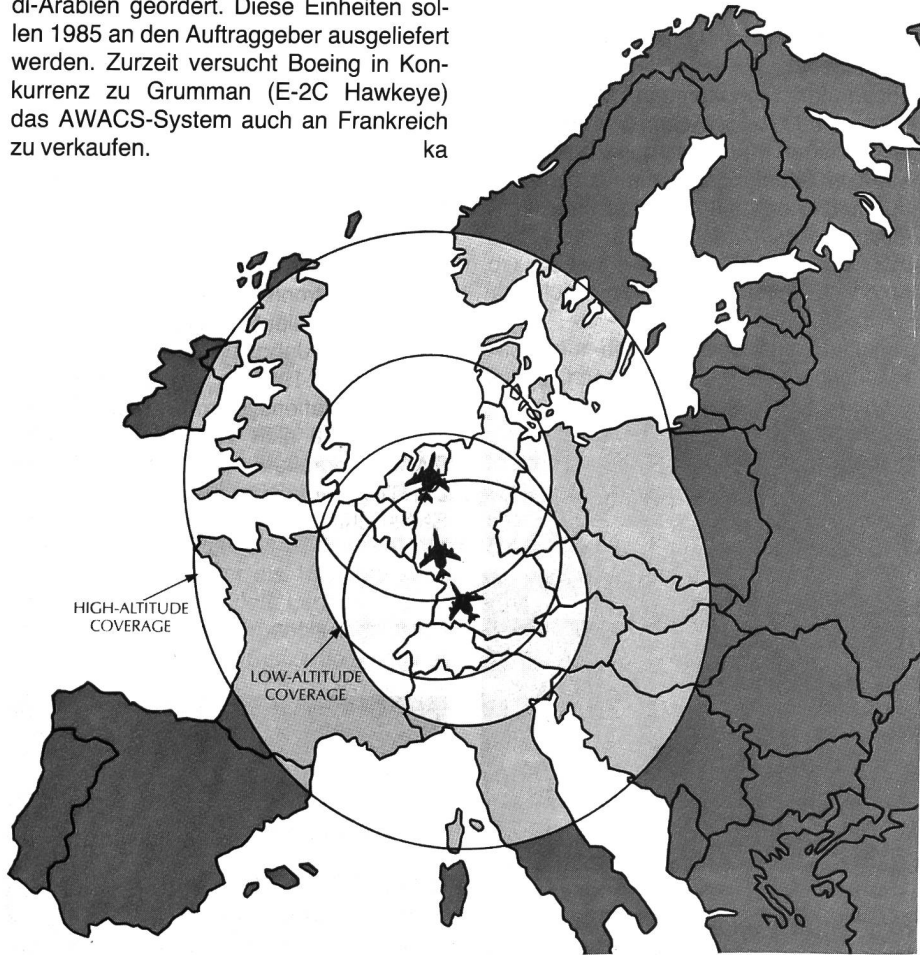 di-Arabien geordert. Diese Einheiten sol-
len 1985 an den Auftraggeber ausgeliefert
werden. Zurzeit versucht Boeing in Kon-
kurrenz zu Grumman (E-2C Hawkeye)
das AWACS-System auch an Frankreich
zu verkaufen. ka
HIGH-ALTITUDE
COVERAGE
LOW-ALTITUDE
COVERAGE